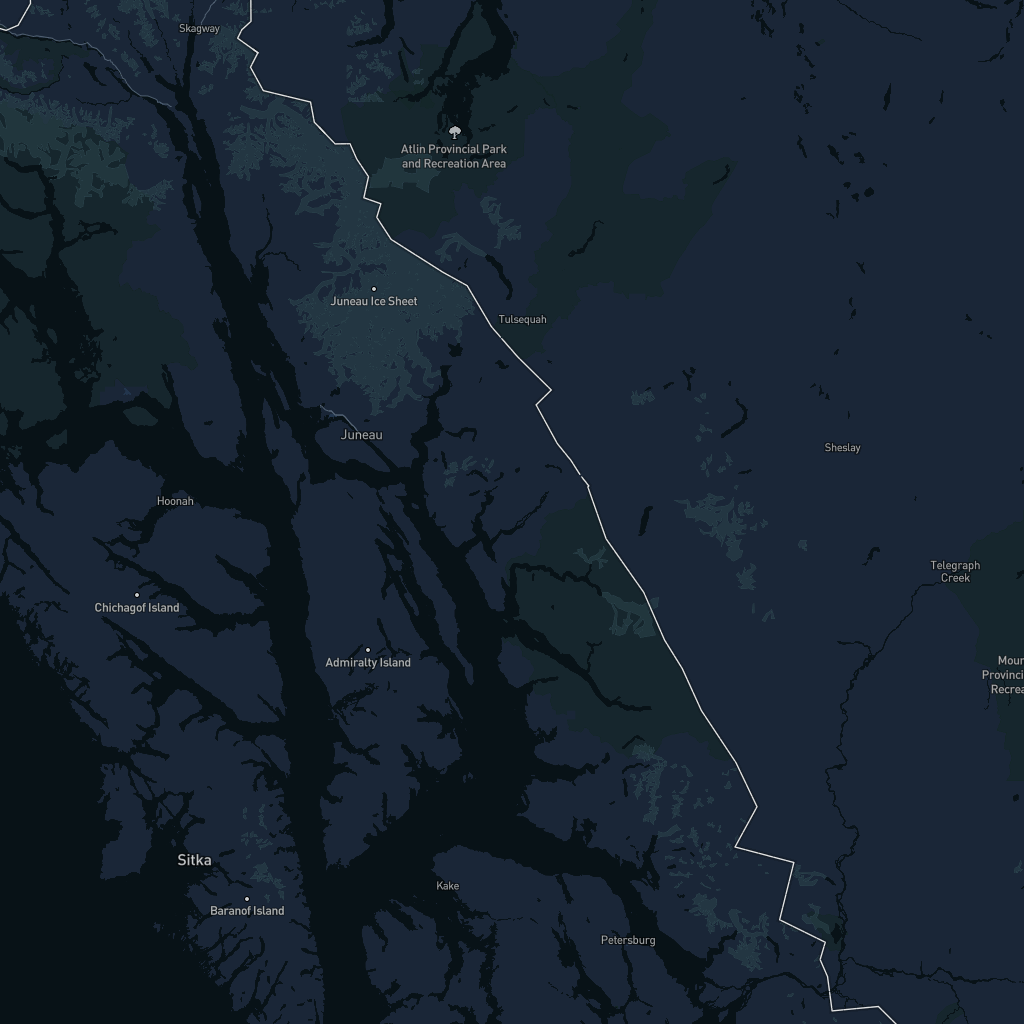 Skagway
Atlin Provincial Park
and Recreation Area
Juneau Ice Sheet
Tulsequah
Juneau
Sheslay
Hoonah
Telegraph
Creek
Chichagof Island
Admiralty Island
Moun
Provinci
Recrea
Sitka
Kake
Baranof Island
Petersburg